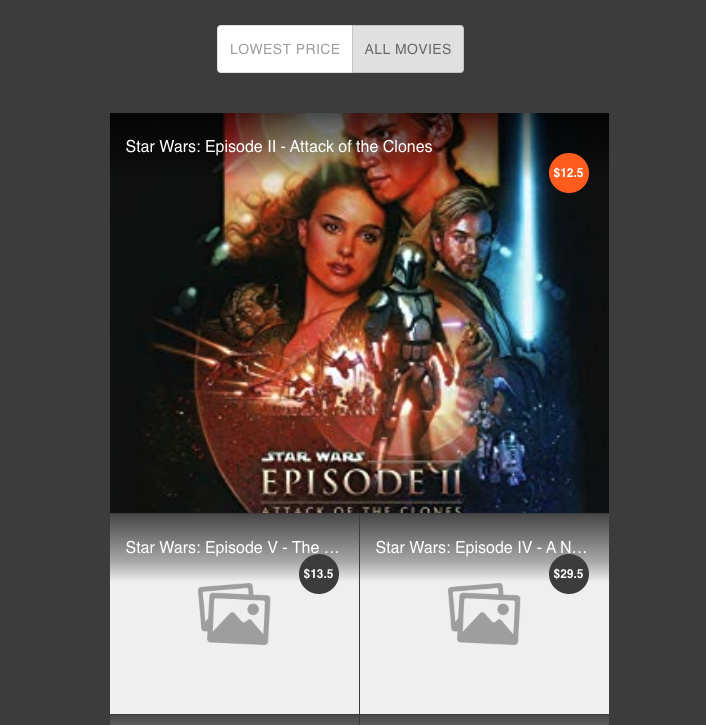 LOWEST PRICE ALL MOVIES
Star Wars: Episode II - Attack of the Clones
$12.5
STAR WARS
EPISODE II
ATTACK OF THE CLONES
Star Wars: Episode V - The ...
$13.5
Star Wars: Episode IV - A N...
$29.5